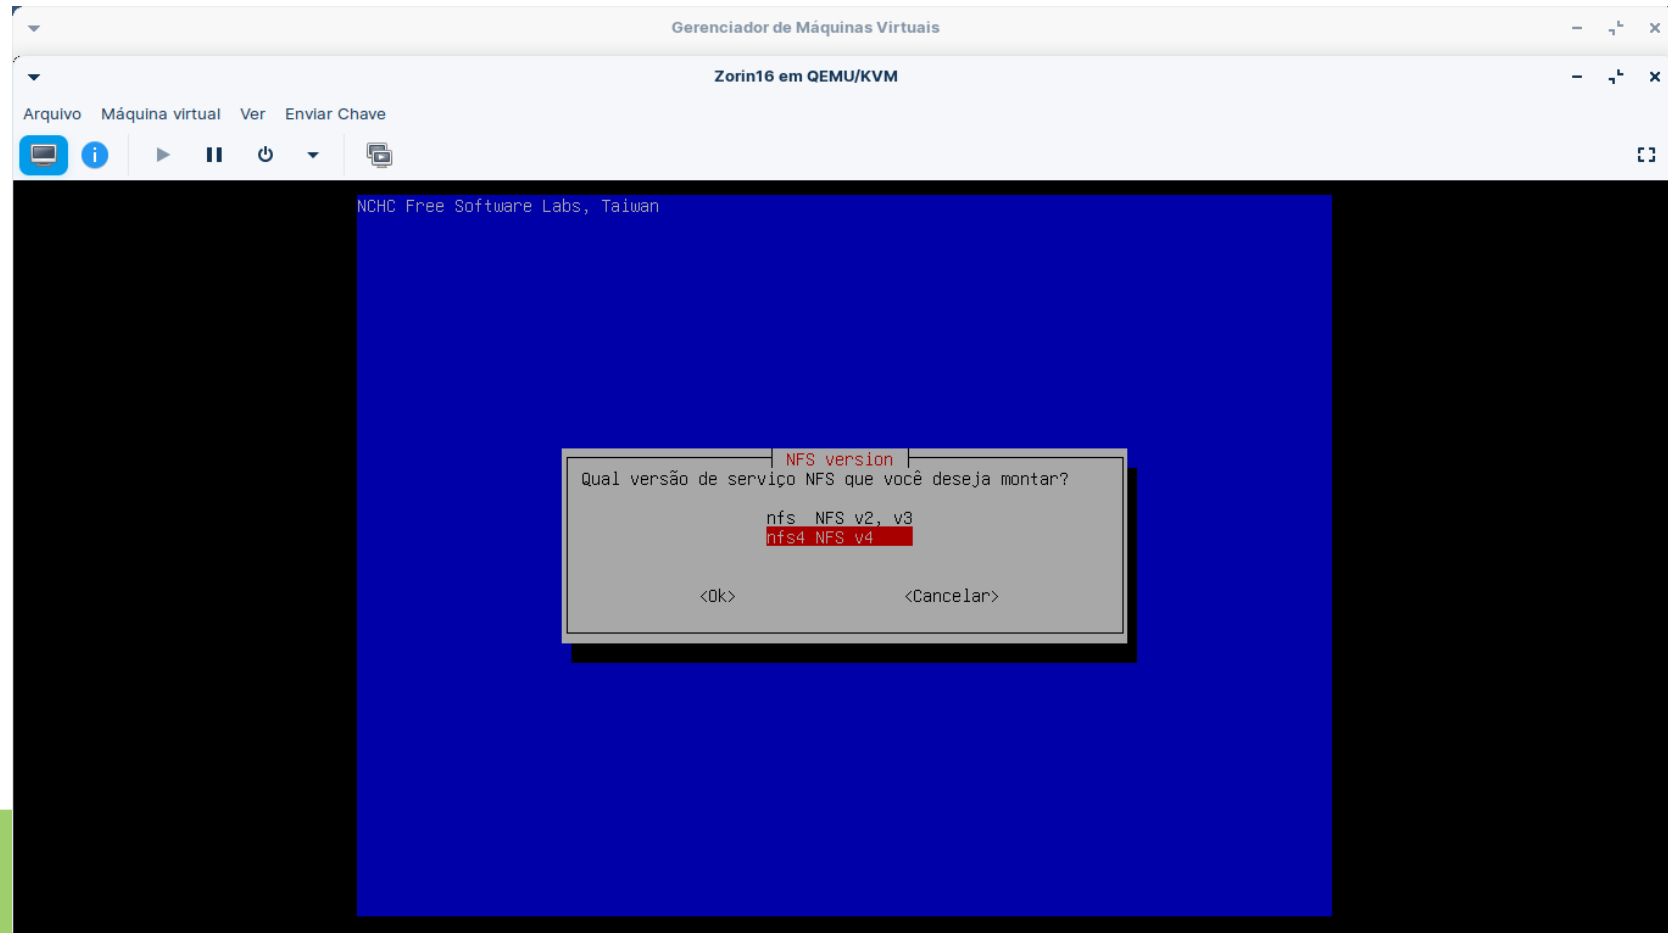 Gerenciador de Máquinas Virtuais
Zorin16 em QEMU/KVM
Arquivo Máquina virtual Ver Enviar Chave
NCHC Free Software Labs, Taiwan
NFS version
Qual versão de serviço NFS que você deseja montar?
nfs NFS v2, v3
nfs4 NFS v4
<Ok> <Cancelar>